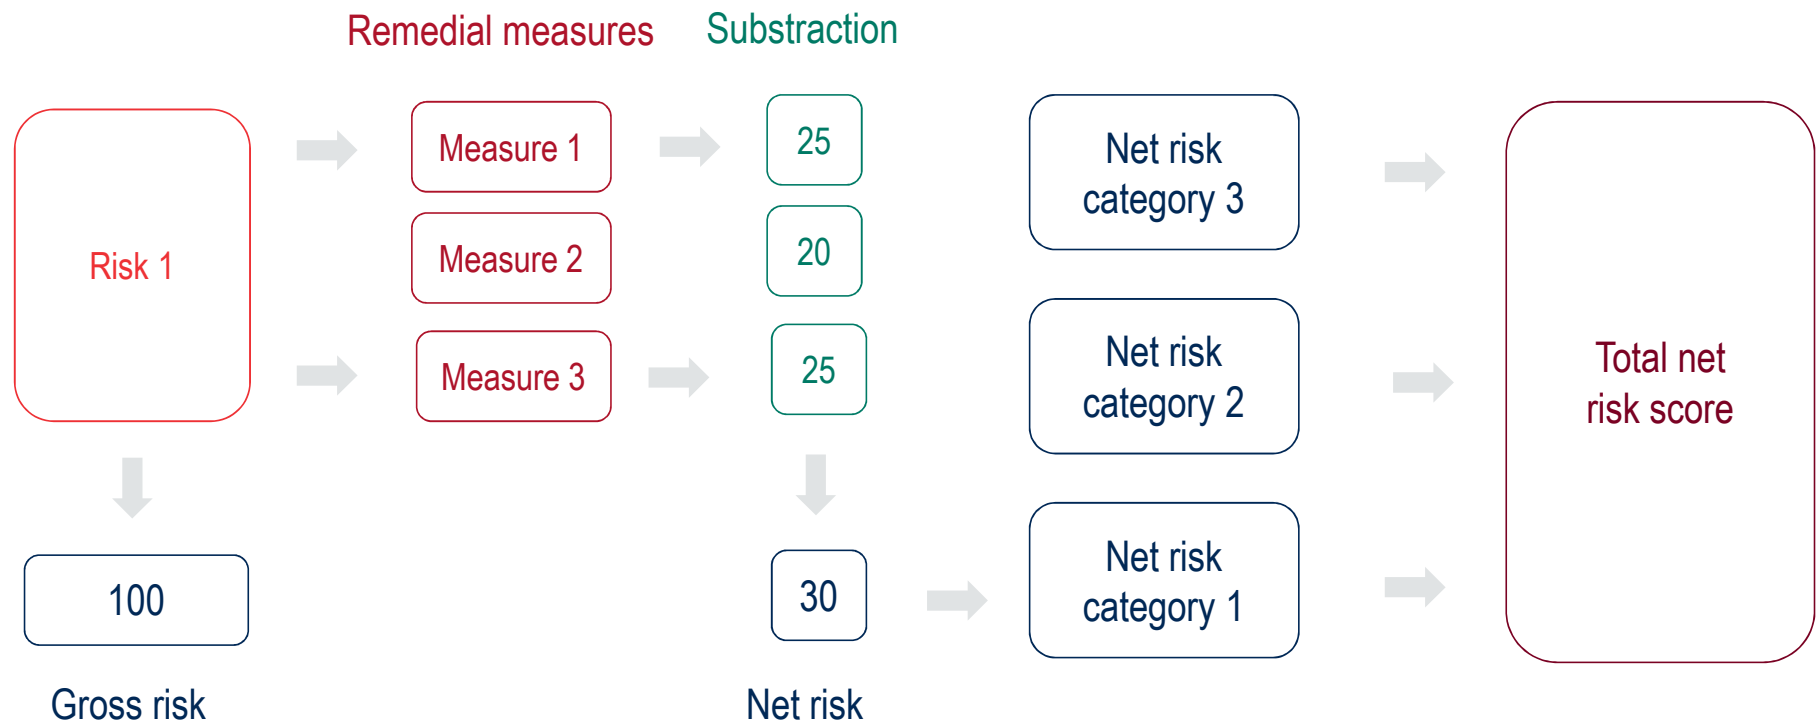 Remedial measures
Substraction
Risk 1
Measure 1
Measure 2
Measure 3
25
20
25
100
Gross risk
30
Net risk
Net risk
category 3
Net risk
category 2
Net risk
category 1
Total net
risk score